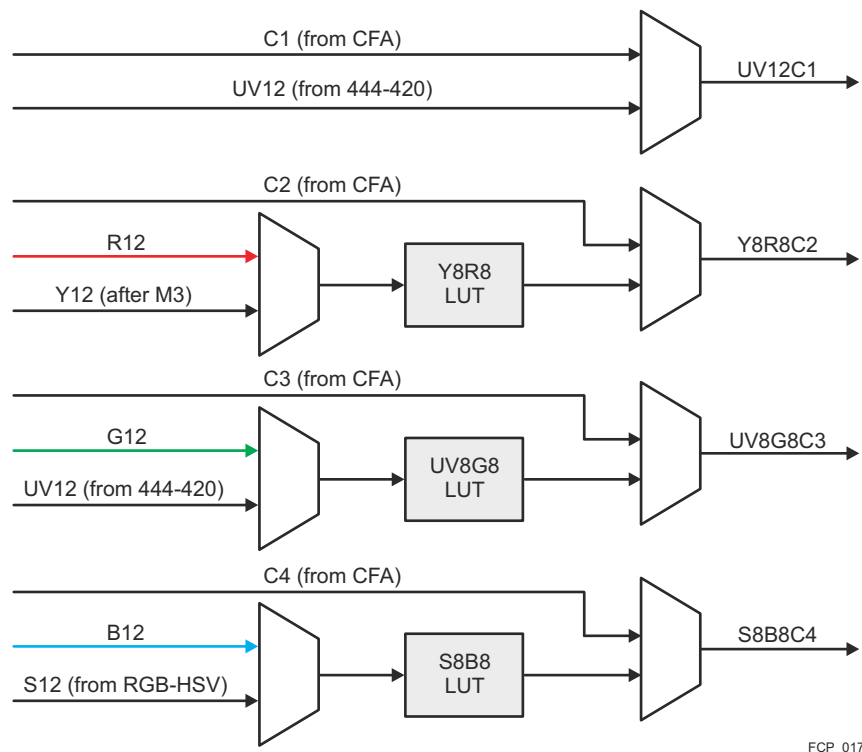 C1 (from CFA)
UV12 (from 444-420)
UV12C1
C2 (from CFA)
R12
Y12 (after M3)
Y8R8
LUT
Y8R8C2
C3 (from CFA)
G12
UV12 (from 444-420)
UV8G8
LUT
UV8G8C3
C4 (from CFA)
B12
S12 (from RGB-HSV)
S8B8
LUT
S8B8C4
FCP_017